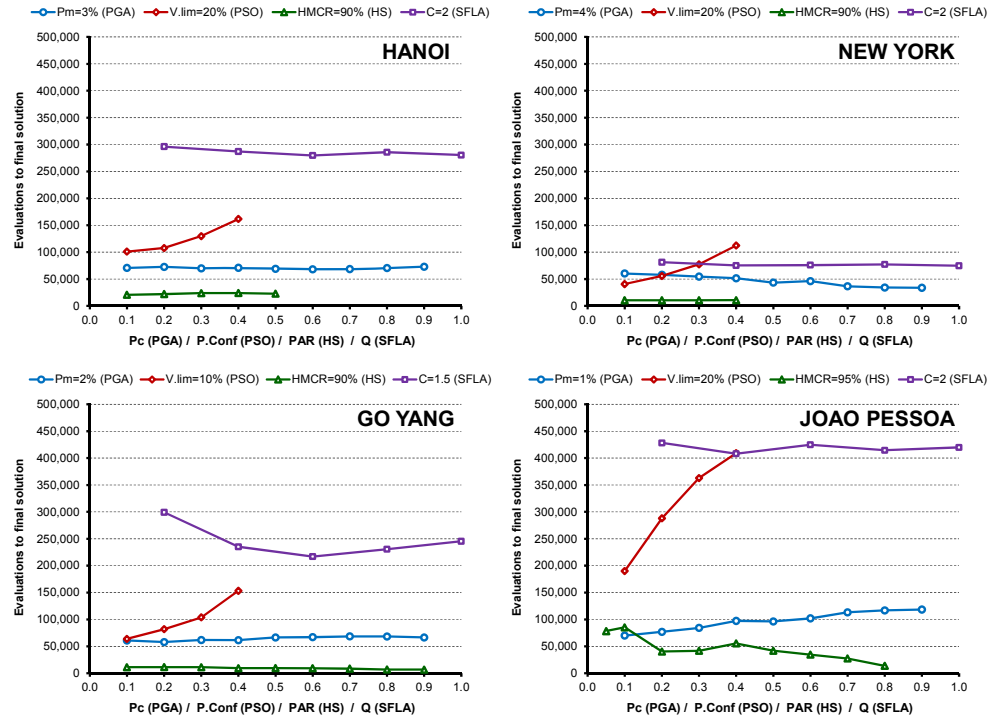 Pm=3% (PGA) V.lim=20% (PSO) HMCR=90% (HS) C=2 (SFLA)
HANOI
Evaluations to final solution
500,000
450,000
400,000
350,000
300,000
250,000
200,000
150,000
100,000
50,000
0
0.0 0.1 0.2 0.3 0.4 0.5 0.6 0.7 0.8 0.9 1.0
Pc (PGA) / P.Conf (PSO) / PAR (HS) / Q (SFLA)
Pm=4% (PGA) V.lim=20% (PSO) HMCR=90% (HS) C=2 (SFLA)
NEW YORK
Evaluations to final solution
500,000
450,000
400,000
350,000
300,000
250,000
200,000
150,000
100,000
50,000
0
0.0 0.1 0.2 0.3 0.4 0.5 0.6 0.7 0.8 0.9 1.0
Pc (PGA) / P.Conf (PSO) / PAR (HS) / Q (SFLA)
Pm=2% (PGA) V.lim=10% (PSO) HMCR=90% (HS) C=1.5 (SFLA)
GO YANG
Evaluations to final solution
500,000
450,000
400,000
350,000
300,000
250,000
200,000
150,000
100,000
50,000
0
0.0 0.1 0.2 0.3 0.4 0.5 0.6 0.7 0.8 0.9 1.0
Pc (PGA) / P.Conf (PSO) / PAR (HS) / Q (SFLA)
Pm=1% (PGA) V.lim=20% (PSO) HMCR=95% (HS) C=2 (SFLA)
JOAO PESSOA
Evaluations to final solution
500,000
450,000
400,000
350,000
300,000
250,000
200,000
150,000
100,000
50,000
0
0.0 0.1 0.2 0.3 0.4 0.5 0.6 0.7 0.8 0.9 1.0
Pc (PGA) / P.Conf (PSO) / PAR (HS) / Q (SFLA)